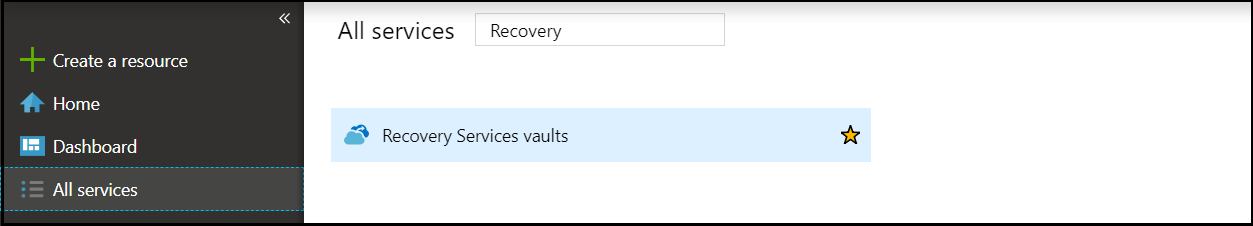 «
Create a resource
Home
Dashboard
All services
All services
Recovery
Recovery Services vaults